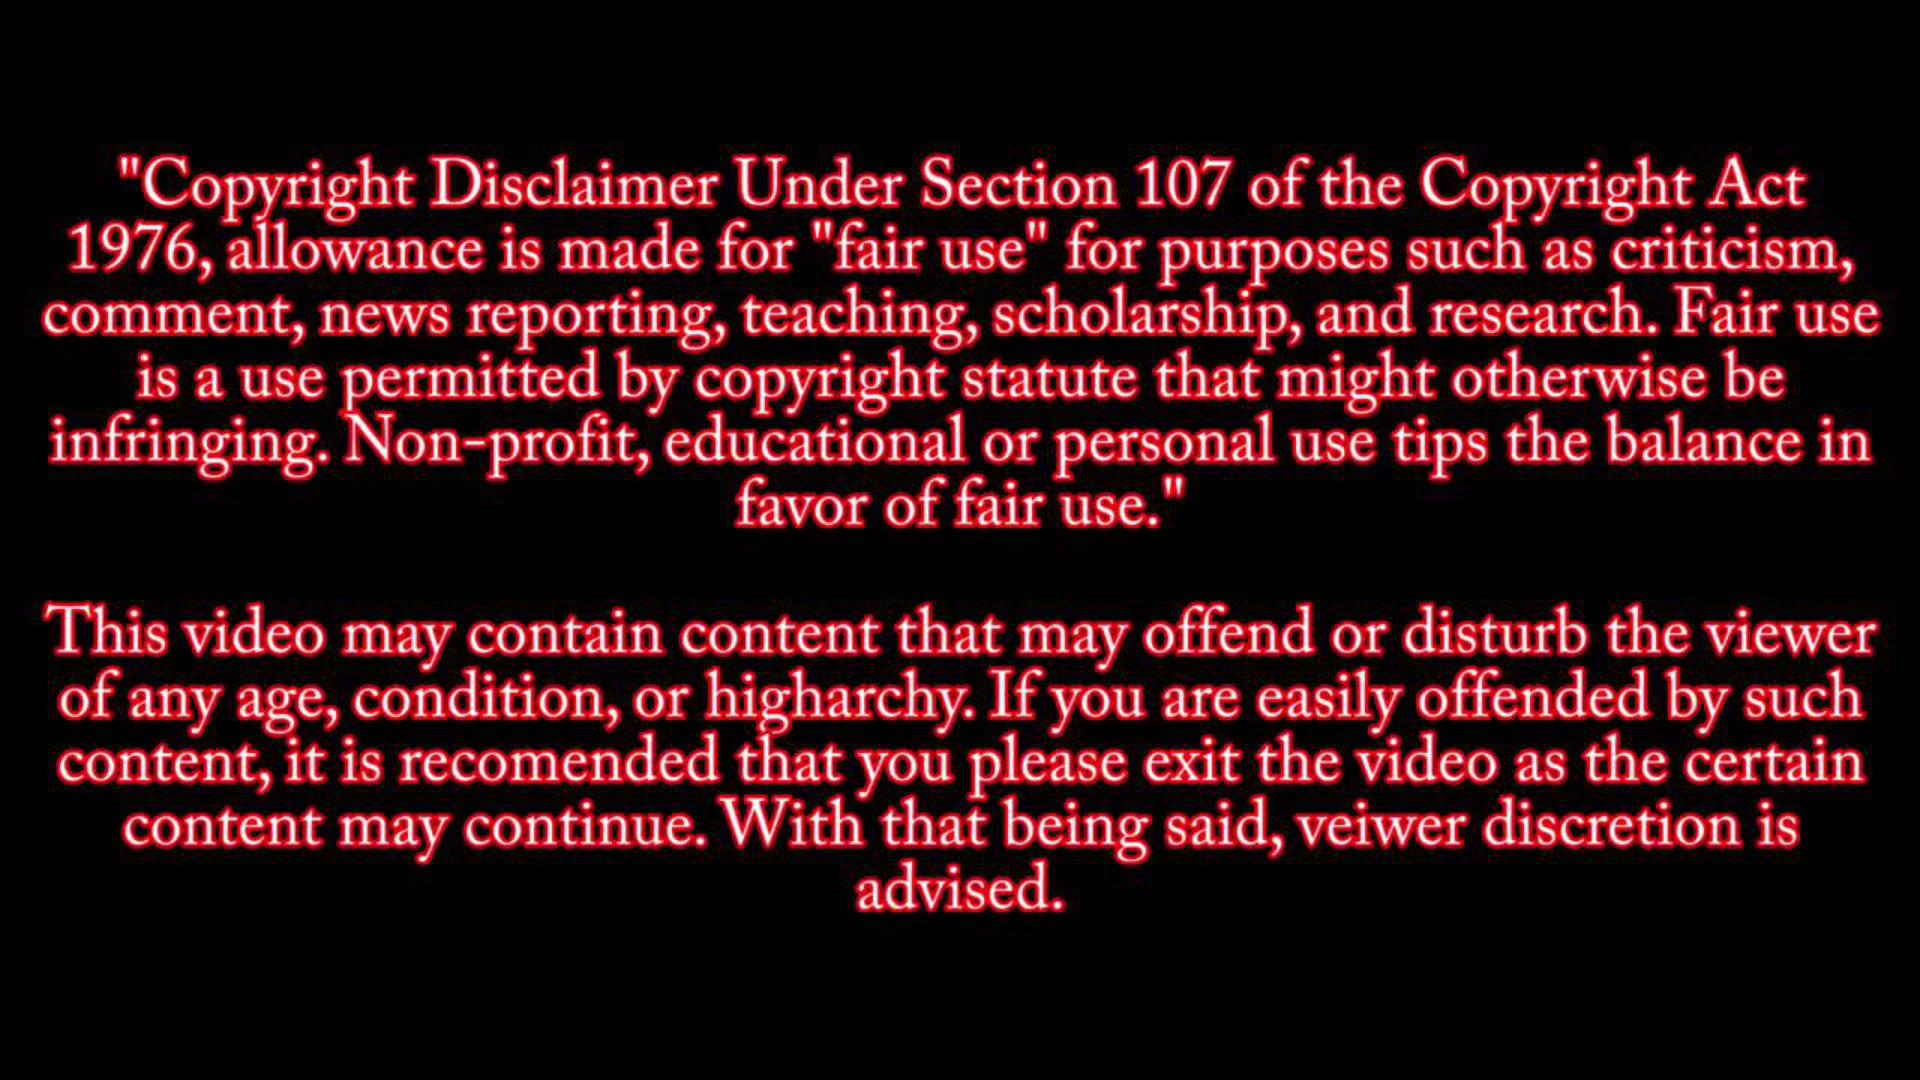 "Copyright Disclaimer Under Section 107 of the Copyright Act
1976, allowance is made for "fair use" for purposes such as criticism,
comment, news reporting, teaching, scholarship, and research. Fair use
is a use permitted by copyright statute that might otherwise be
infringing. Non-profit, educational or personal use tips the balance in
favor of fair use."
This video may contain content that may offend or disturb the viewer
of any age, condition, or higharchy. If you are easily offended by such
content, it is recomended that you please exit the video as the certain
content may continue. With that being said, veiwer discretion is
advised.